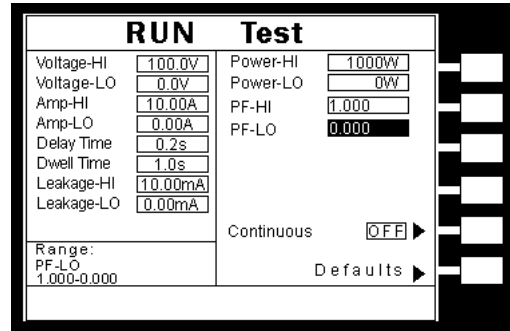 RUN Test
Voltage-HI 100.0V
Voltage-LO 0.0V
Amp-HI 10.00A
Amp-LO 0.00A
Delay Time 0.2s
Dwell Time 1.0s
Leakage-HI 10.00mA
Leakage-LO 0.00mA
Power-HI 1000W
Power-LO 0W
PF-HI 1.000
PF-LO 0.000
Continuous OFF
Defaults
Range:
PF-LO
1.000-0.000